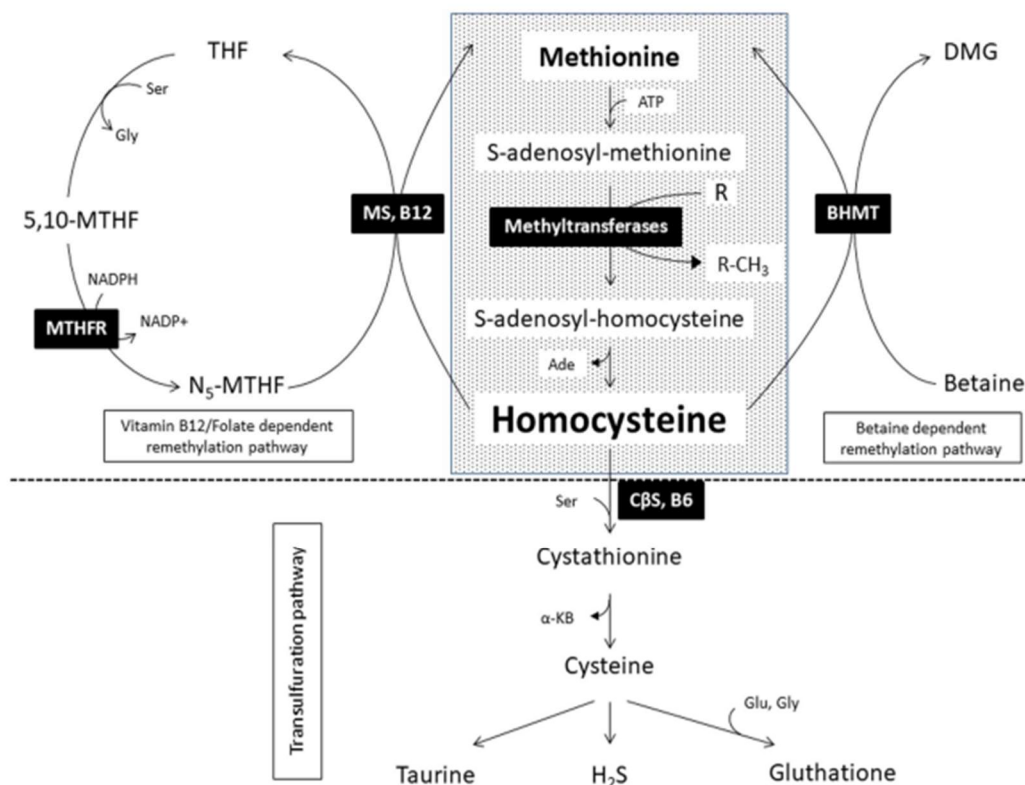 THF
Ser
Gly
5,10-MTHF
NADPH
MTHFR
NADP+
N₅-MTHF
Vitamin B12/Folate dependent
remethylation pathway
MS, B12
Methionine
ATP
S-adenosyl-methionine
R
Methyltransferases
R-CH₃
S-adenosyl-homocysteine
Ade
Homocysteine
DMG
BHMT
Betaine
Betaine dependent
remethylation pathway
Transulfuration pathway
Ser
CβS, B6
Cystathionine
α-KB
Cysteine
Glu, Gly
Taurine
H₂S
Gluthatione